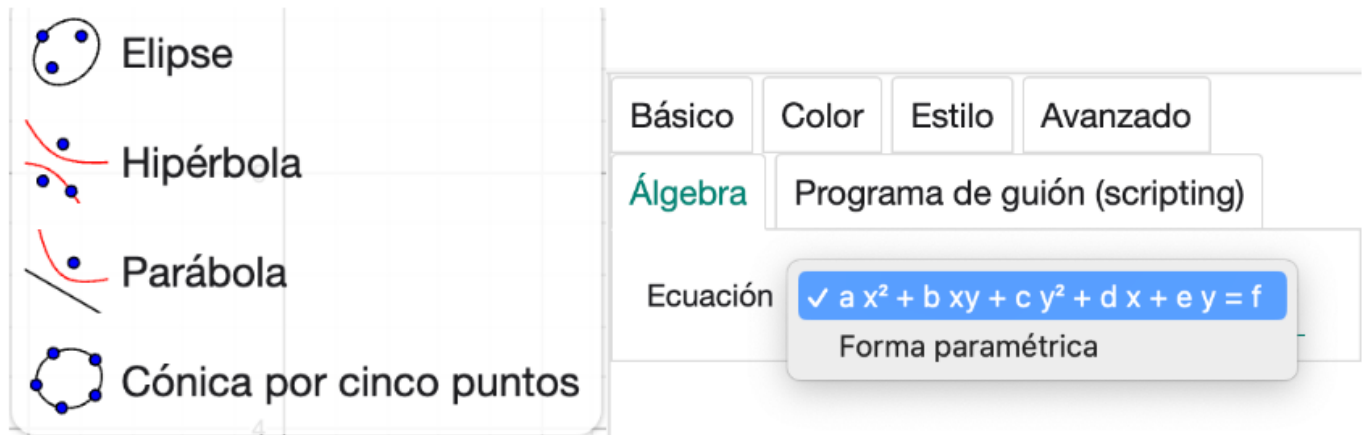 Elipse
Hipérbola
Parábola
Cónica por cinco puntos
4
Básico Color Estilo Avanzado
Álgebra Programa de guión (scripting)
Ecuación ✓ a x² + b xy + c y² + d x + e y = f
Forma paramétrica